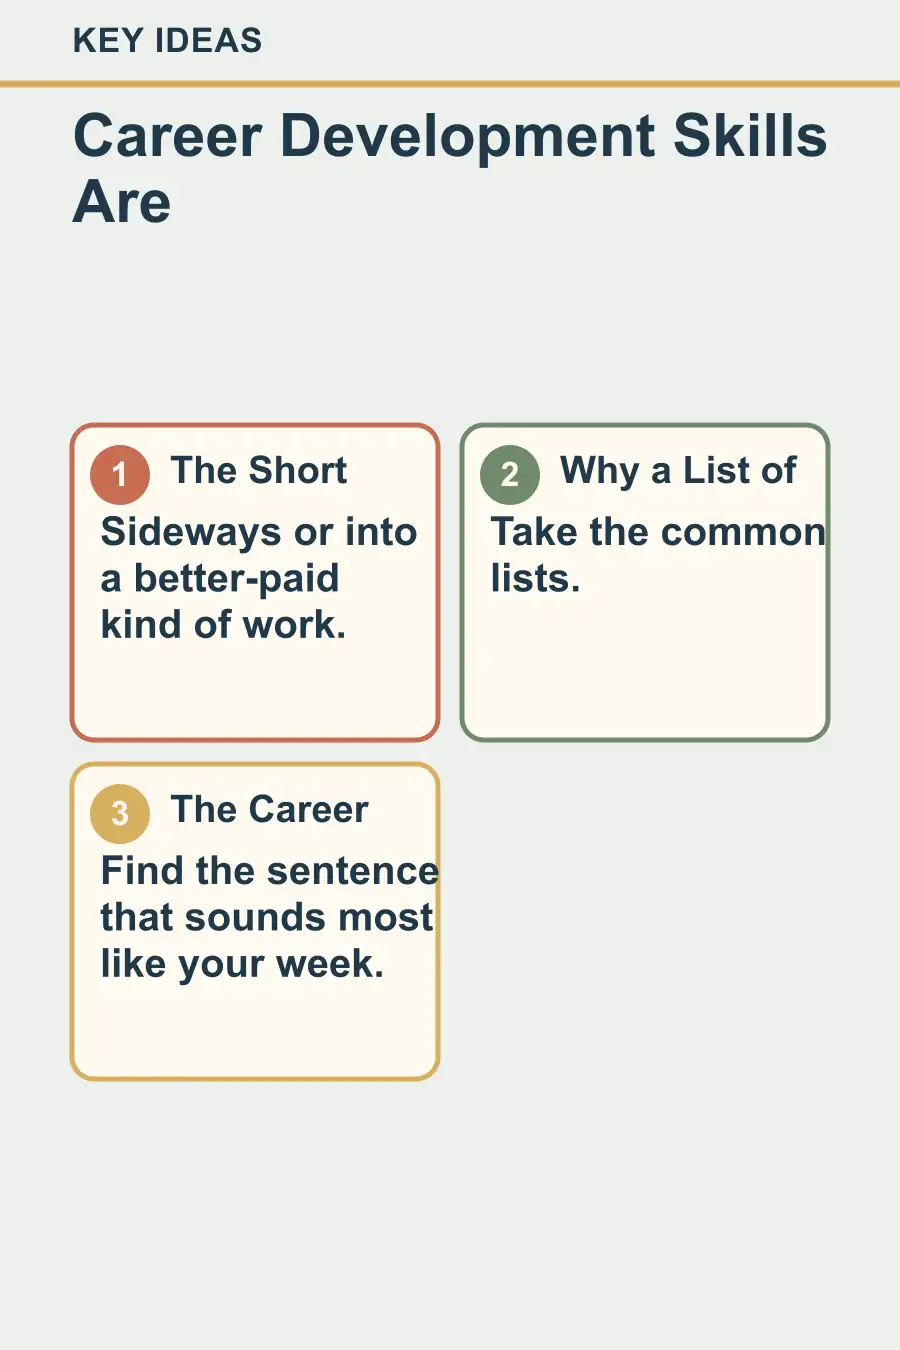 KEY IDEAS
Career Development Skills
Are
1 The Short
Sideways or into
a better-paid
kind of work.
2 Why a List of
Take the common
lists.
3 The Career
Find the sentence
that sounds most
like your week.